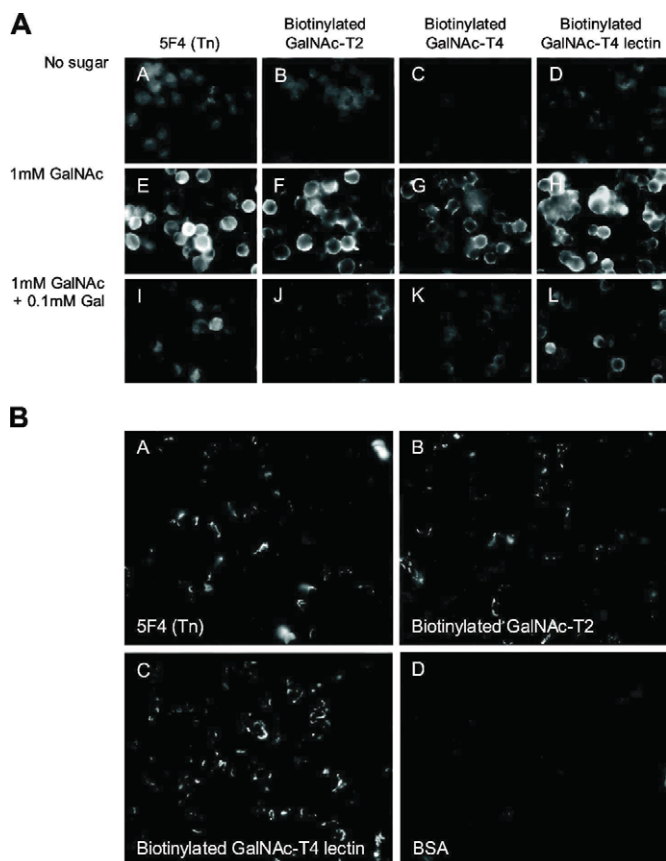 A
5F4 (Tn)
Biotinylated
GalNAc-T2
Biotinylated
GalNAc-T4
Biotinylated
GalNAc-T4 lectin
No sugar
A
B
C
D
1mM GalNAc
E
F
G
H
1mM GalNAc
+ 0.1mM Gal
I
J
K
L
B
A
5F4 (Tn)
B
Biotinylated GalNAc-T2
C
Biotinylated GalNAc-T4 lectin
D
BSA